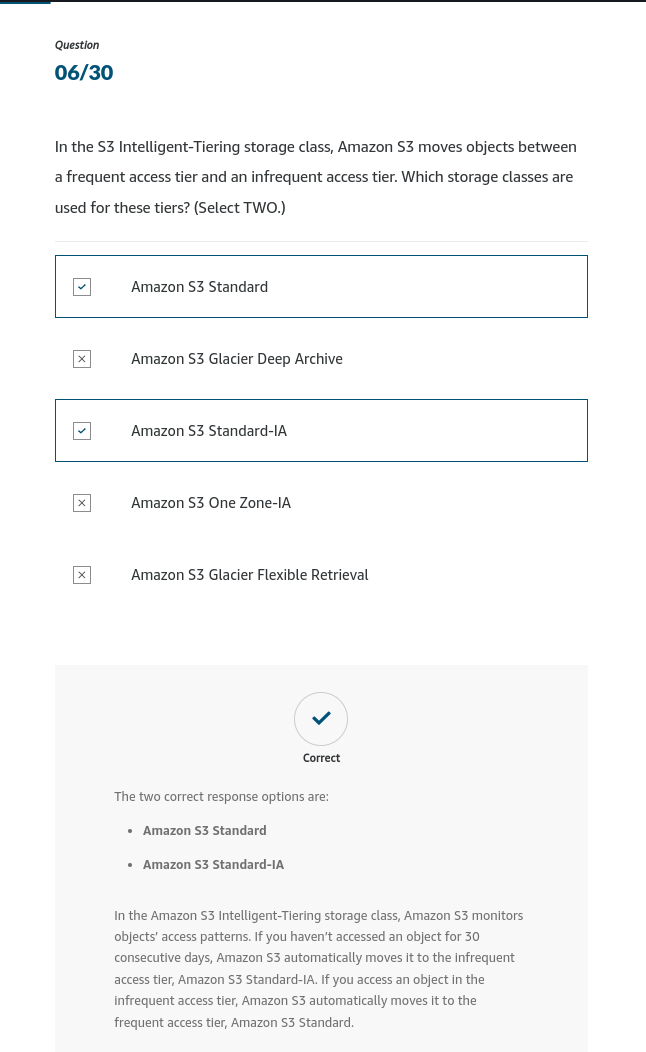 Question
06/30
In the S3 Intelligent-Tiering storage class, Amazon S3 moves objects between
a frequent access tier and an infrequent access tier. Which storage classes are
used for these tiers? (Select TWO.)
Amazon S3 Standard
Amazon S3 Glacier Deep Archive
Amazon S3 Standard-IA
Amazon S3 One Zone-IA
Amazon S3 Glacier Flexible Retrieval
Correct
The two correct response options are:
• Amazon S3 Standard
• Amazon S3 Standard-IA
In the Amazon S3 Intelligent-Tiering storage class, Amazon S3 monitors
objects’ access patterns. If you haven’t accessed an object for 30
consecutive days, Amazon S3 automatically moves it to the infrequent
access tier, Amazon S3 Standard-IA. If you access an object in the
infrequent access tier, Amazon S3 automatically moves it to the
frequent access tier, Amazon S3 Standard.